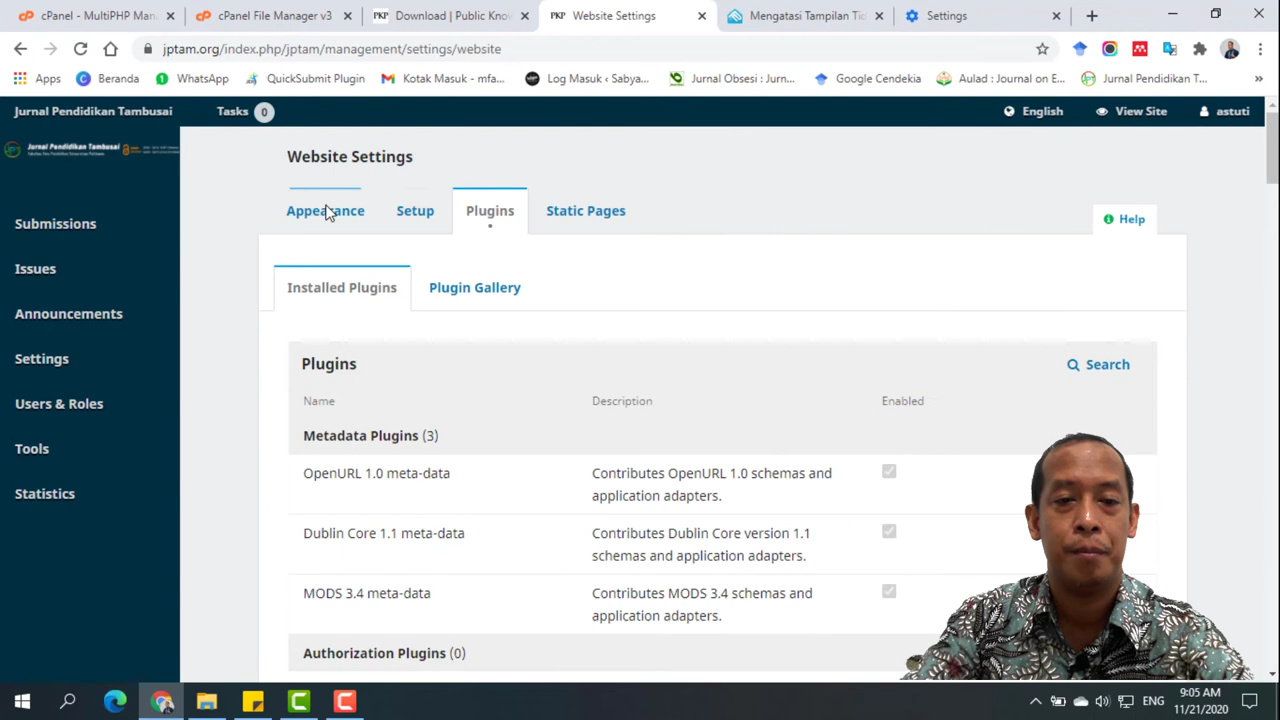 cPanel - MultiPHP Man
cPanel File Manager v3
PKP Download | Public Kno
PKP Website Settings
Mengatasi Tampilan Tid
Settings
jptam.org/index.php/jptam/management/settings/website
Apps
Beranda
WhatsApp
QuickSubmit Plugin
Kotak Masuk - mfa...
Log Masuk ‹ Sabya...
Jurnal Obsesi : Jurn...
Google Cendekia
Aulad : Journal on E...
Jurnal Pendidikan T...
»
Jurnal Pendidikan Tambusai
Tasks 0
English
View Site
astuti
Jurnal Pendidikan Tambusai
Website Settings
Appearance
Setup
Plugins
Static Pages
Help
Submissions
Issues
Announcements
Settings
Users & Roles
Tools
Statistics
Installed Plugins
Plugin Gallery
Plugins
Search
Name
Description
Enabled
Metadata Plugins (3)
OpenURL 1.0 meta-data
Contributes OpenURL 1.0 schemas and
application adapters.
Dublin Core 1.1 meta-data
Contributes Dublin Core version 1.1
schemas and application adapters.
MODS 3.4 meta-data
Contributes MODS 3.4 schemas and
application adapters.
Authorization Plugins (0)
ENG
9:05 AM
11/21/2020